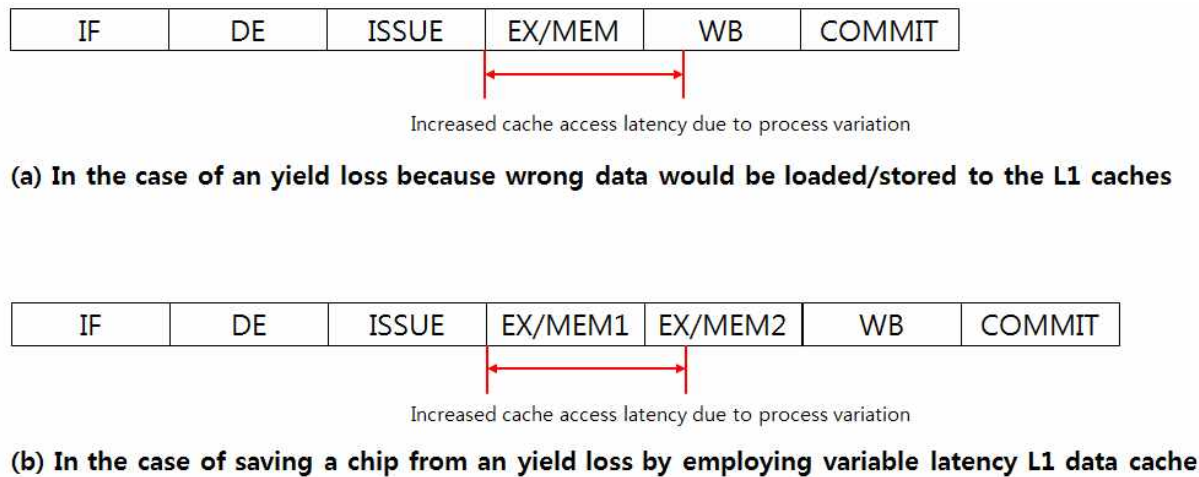 IF DE ISSUE EX/MEM WB COMMIT
Increased cache access latency due to process variation
(a) In the case of an yield loss because wrong data would be loaded/stored to the L1 caches
IF DE ISSUE EX/MEM1 EX/MEM2 WB COMMIT
Increased cache access latency due to process variation
(b) In the case of saving a chip from an yield loss by employing variable latency L1 data cache